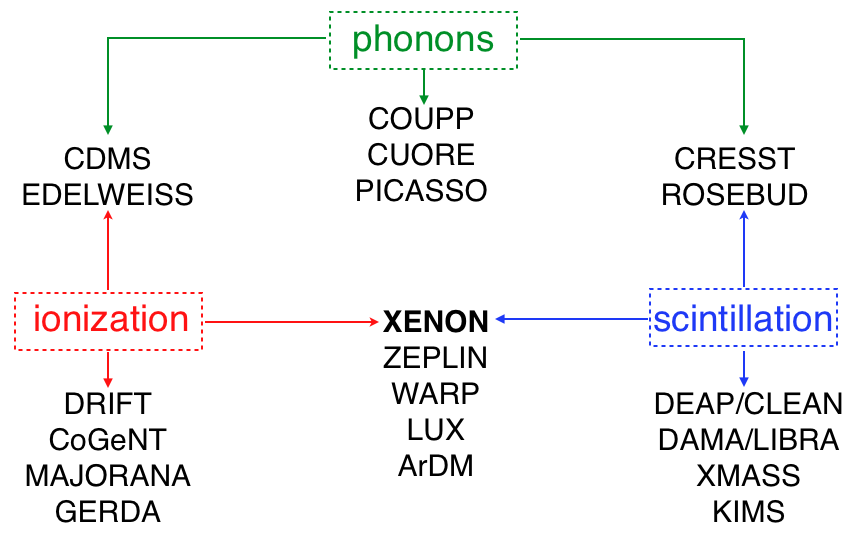 phonons
COUPP
CUORE
PICASSO
CDMS
EDELWEISS
CRESST
ROSEBUD
ionization
XENON
ZEPLIN
WARP
LUX
ArDM
scintillation
DRIFT
CoGeNT
MAJORANA
GERDA
DEAP/CLEAN
DAMA/LIBRA
XMASS
KIMS